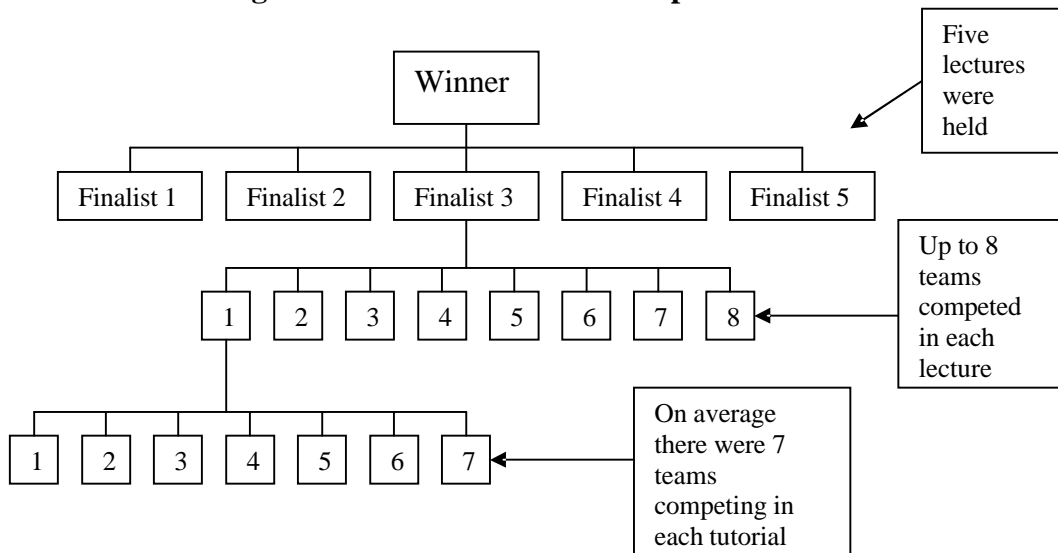 Five
lectures
were
held
Winner
Finalist 1 Finalist 2 Finalist 3 Finalist 4 Finalist 5
Up to 8
teams
competed
in each
lecture
1 2 3 4 5 6 7 8
On average
there were 7
teams
competing in
each tutorial
1 2 3 4 5 6 7